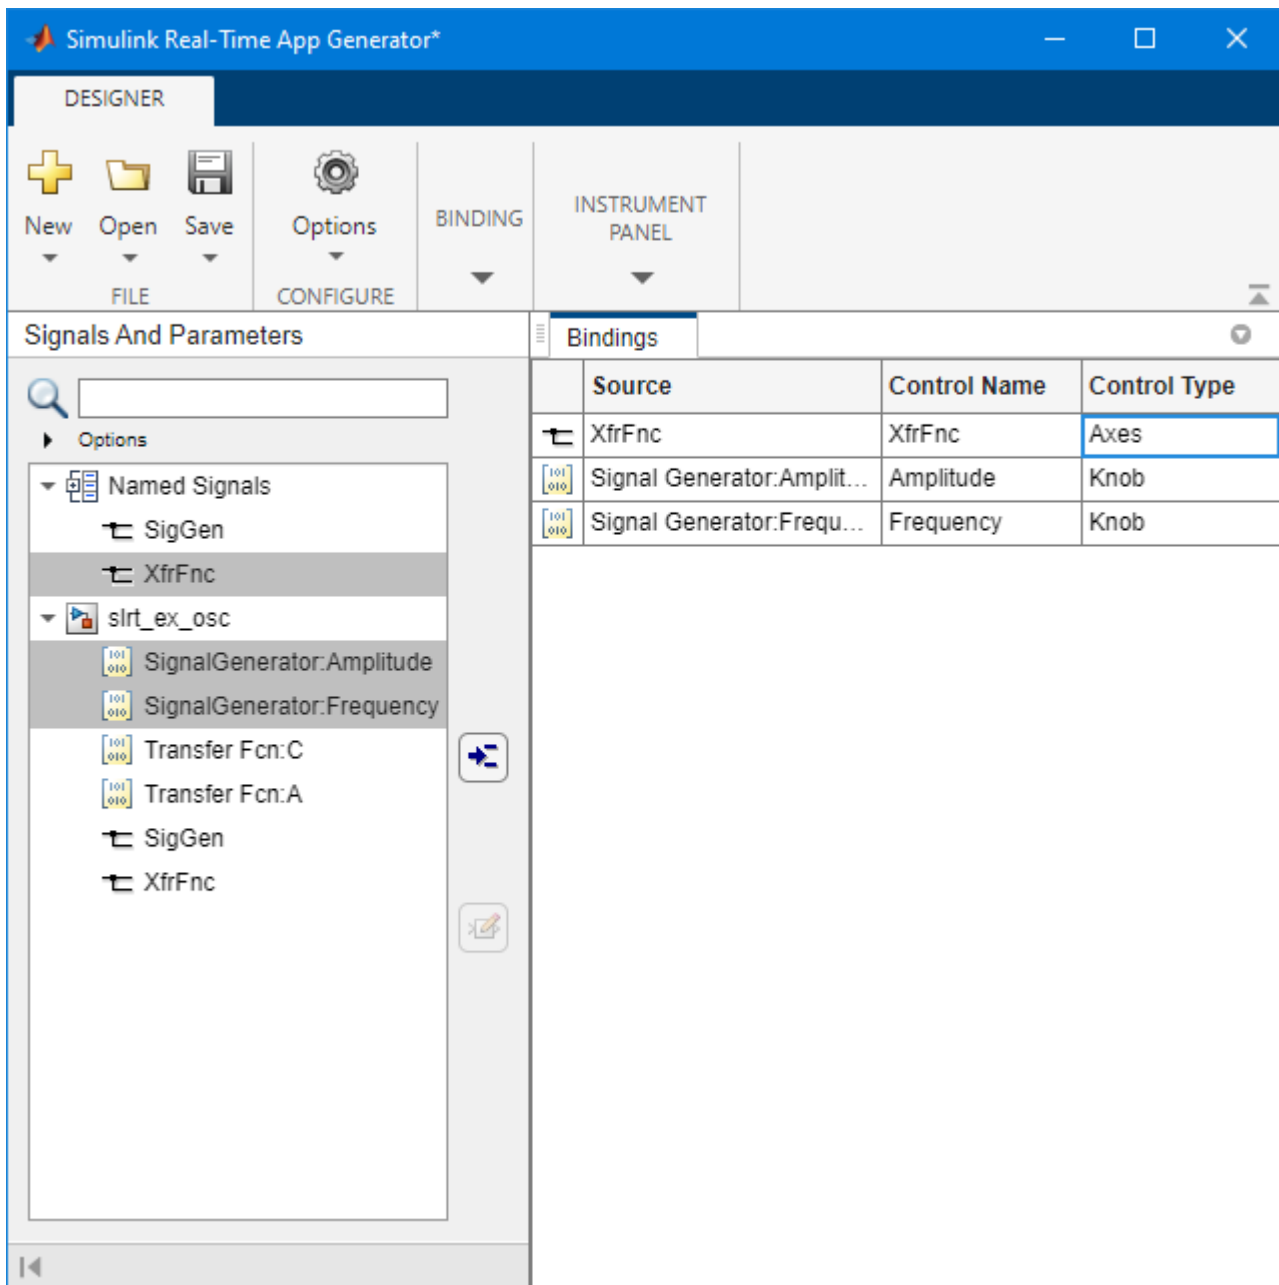 Simulink Real-Time App Generator*
DESIGNER
New Open Save
FILE
Options
CONFIGURE
BINDING
INSTRUMENT
PANEL
Signals And Parameters
Options
Named Signals
SigGen
XfrFnc
slrt_ex_osc
SignalGenerator:Amplitude
SignalGenerator:Frequency
Transfer Fcn:C
Transfer Fcn:A
SigGen
XfrFnc
Bindings
Source Control Name Control Type
XfrFnc XfrFnc Axes
Signal Generator:Amplit... Amplitude Knob
Signal Generator:Frequ... Frequency Knob